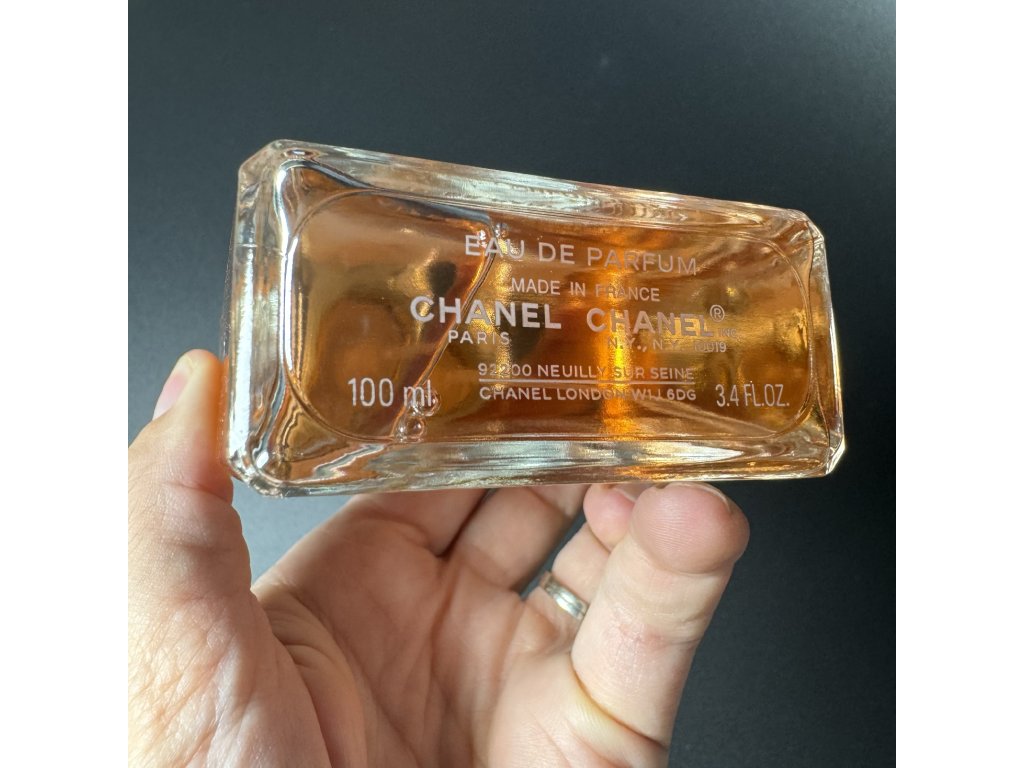 EAU DE PARFUM
MADE IN FRANCE
CHANEL CHANEL® INC.
PARIS N.Y., N.Y. 10019
92200 NEUILLY SUR SEINE
100 ml. CHANEL LONDON W1J 6DG 3.4 FL.OZ.